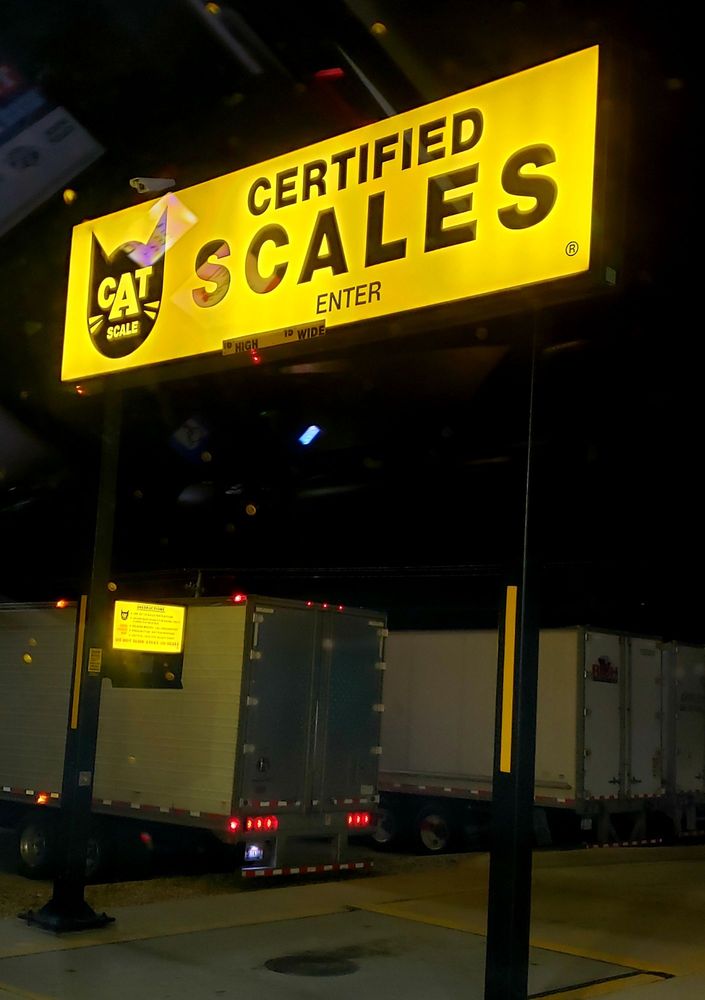 CERTIFIED
SCALES
CAT
SCALE
ENTER
HIGH WIDE
®
INSTRUCTIONS